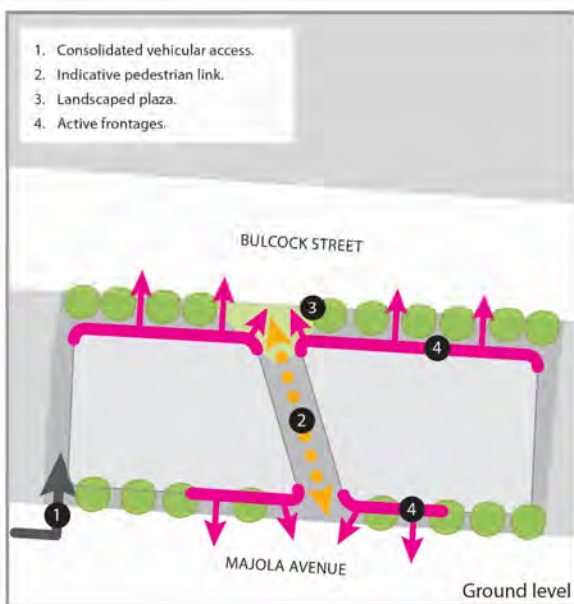 1. Consolidated vehicular access.
2. Indicative pedestrian link.
3. Landscaped plaza.
4. Active frontages.
BULCOCK STREET
3
4
2
1
4
MAJOLA AVENUE
Ground level